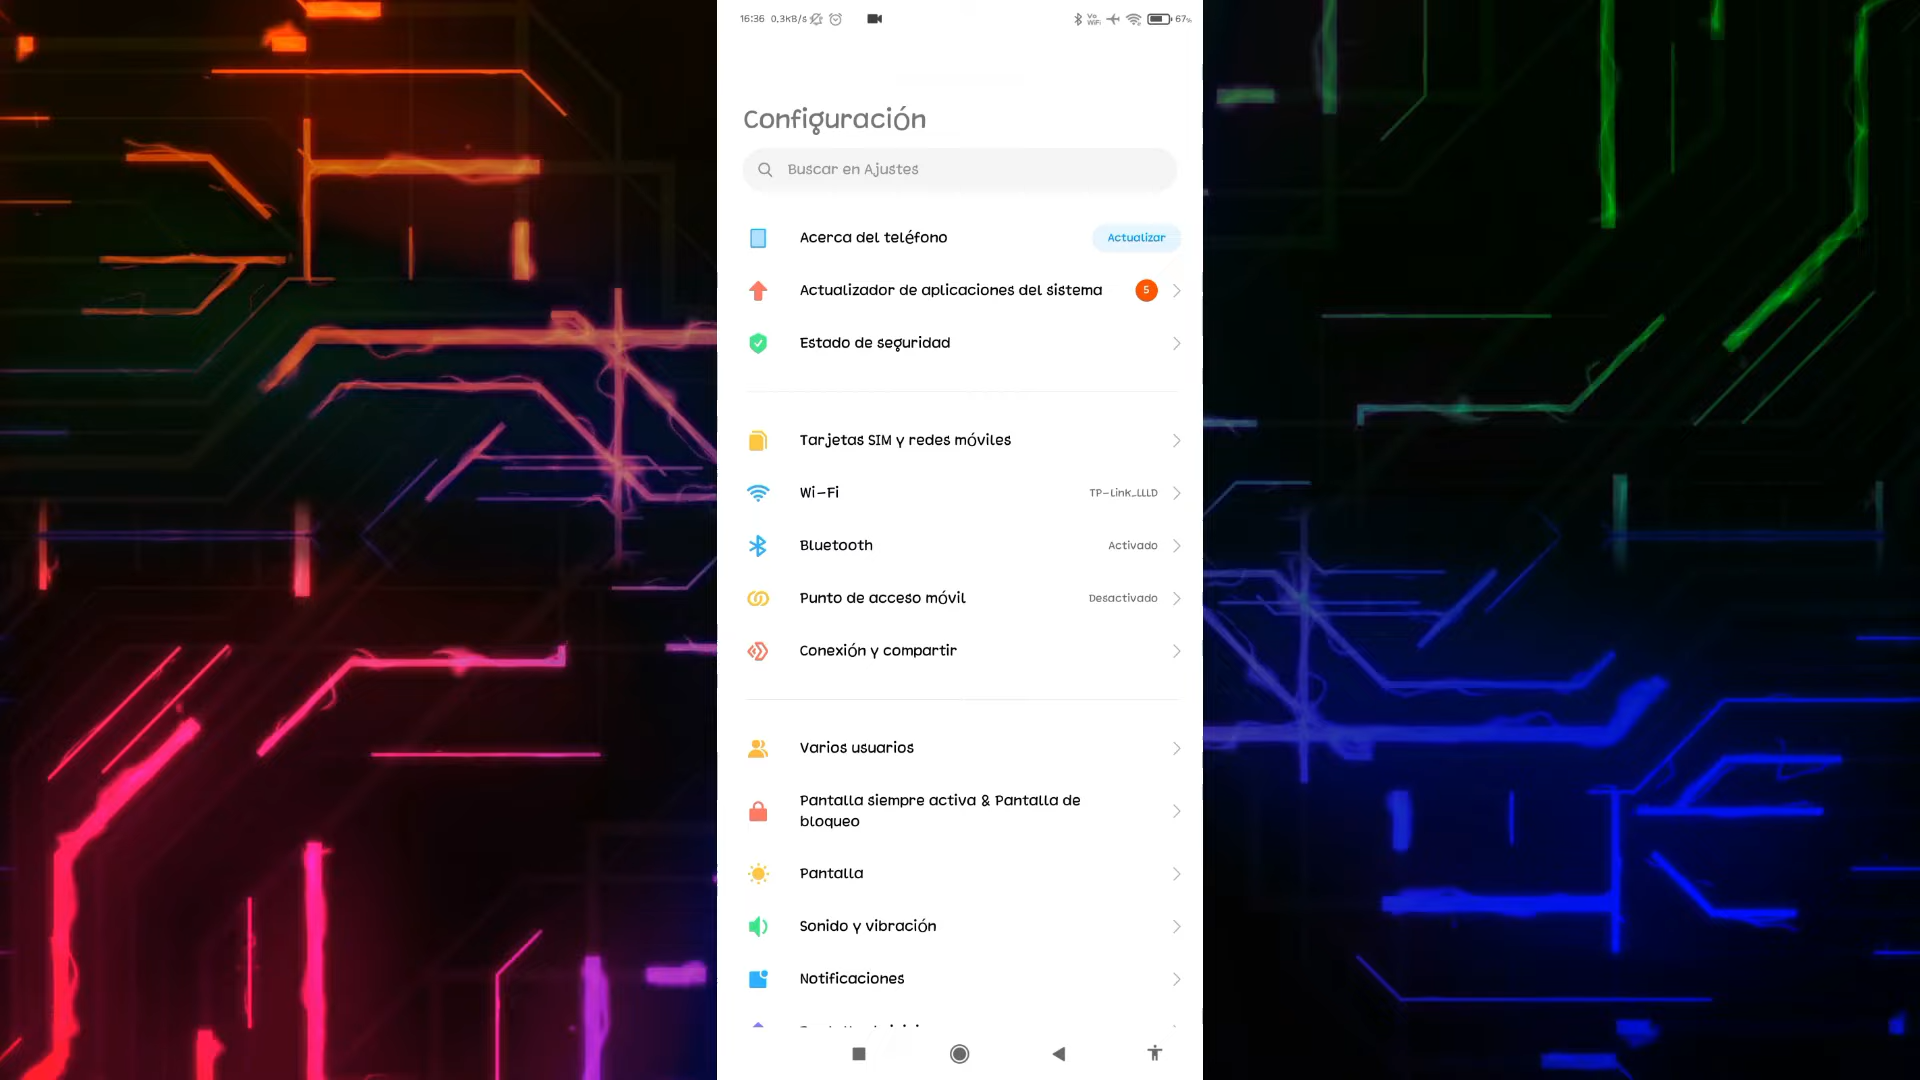 16:36 0,3KB/s Vo WiFi 67%
Configuración
Buscar en Ajustes
Acerca del teléfono Actualizar
Actualizador de aplicaciones del sistema 5
Estado de seguridad
Tarjetas SIM y redes móviles
Wi-Fi TP-Link_LLLD
Bluetooth Activado
Punto de acceso móvil Desactivado
Conexión y compartir
Varios usuarios
Pantalla siempre activa & Pantalla de
bloqueo
Pantalla
Sonido y vibración
Notificaciones